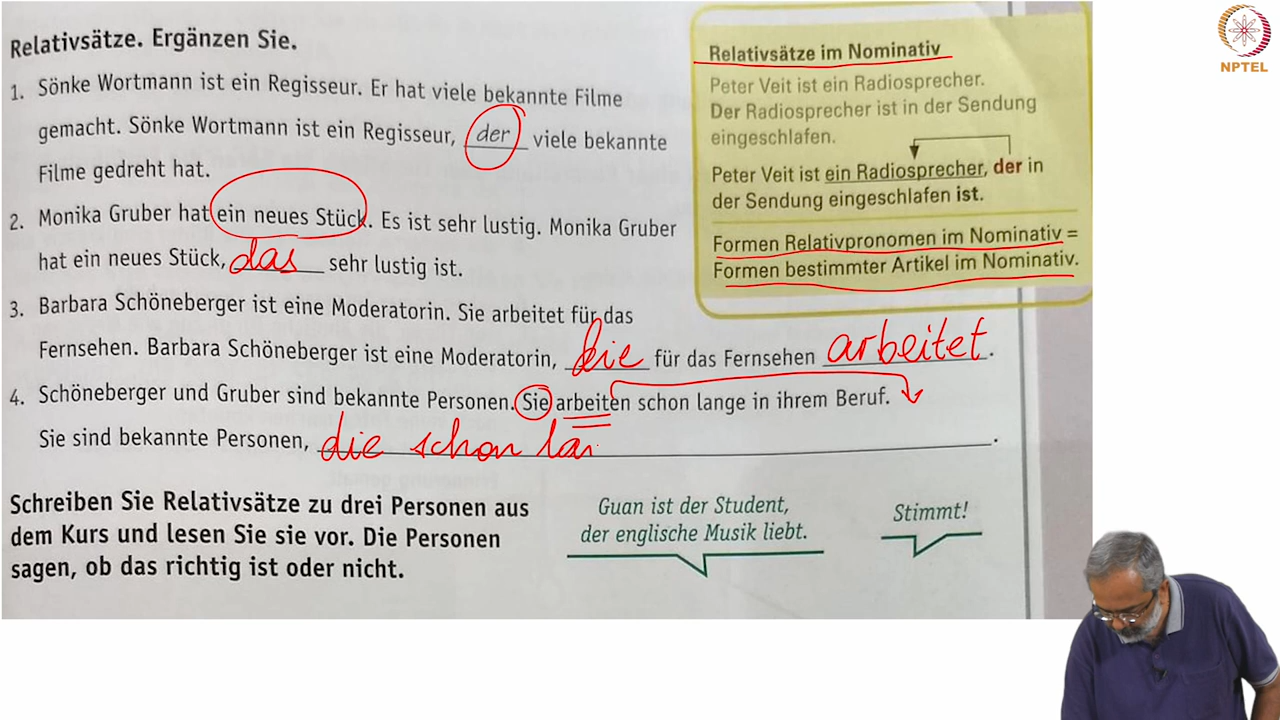 Relativsätze. Ergänzen Sie.
1. Sönke Wortmann ist ein Regisseur. Er hat viele bekannte Filme
gemacht. Sönke Wortmann ist ein Regisseur, der viele bekannte
Filme gedreht hat.
2. Monika Gruber hat ein neues Stück. Es ist sehr lustig. Monika Gruber
hat ein neues Stück, das sehr lustig ist.
3. Barbara Schöneberger ist eine Moderatorin. Sie arbeitet für das
Fernsehen. Barbara Schöneberger ist eine Moderatorin, die für das Fernsehen arbeitet.
4. Schöneberger und Gruber sind bekannte Personen. Sie arbeiten schon lange in ihrem Beruf.
Sie sind bekannte Personen, die schon lan.
Relativsätze im Nominativ
Peter Veit ist ein Radiosprecher.
Der Radiosprecher ist in der Sendung
eingeschlafen.
Peter Veit ist ein Radiosprecher, der in
der Sendung eingeschlafen ist.
Formen Relativpronomen im Nominativ =
Formen bestimmter Artikel im Nominativ.
Schreiben Sie Relativsätze zu drei Personen aus
dem Kurs und lesen Sie sie vor. Die Personen
sagen, ob das richtig ist oder nicht.
Guan ist der Student,
der englische Musik liebt.
Stimmt!
NPTEL